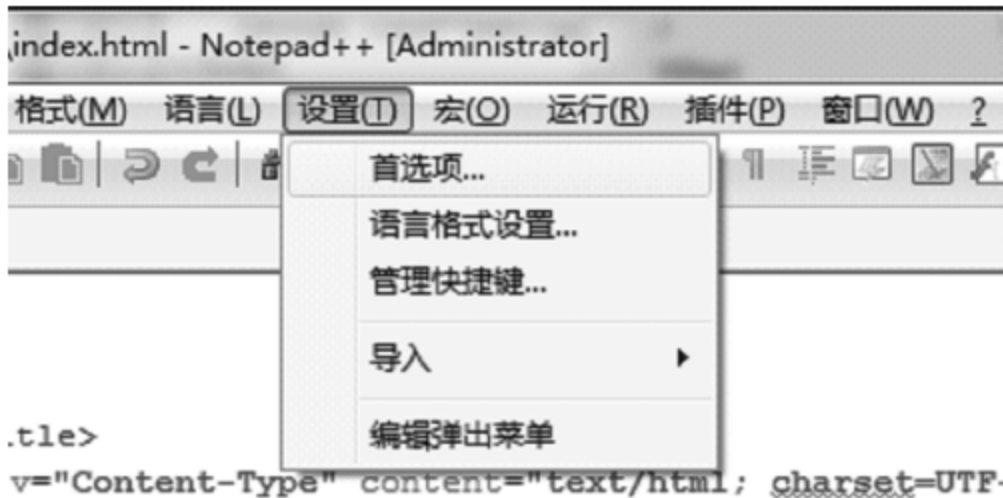 \index.html - Notepad++ [Administrator]
格式(M) 语言(L) 设置(T) 宏(O) 运行(R) 插件(P) 窗口(W) ?
首选项...
语言格式设置...
管理快捷键...
导入
编辑弹出菜单
tle>
v="Content-Type" content="text/html; charset=UTF